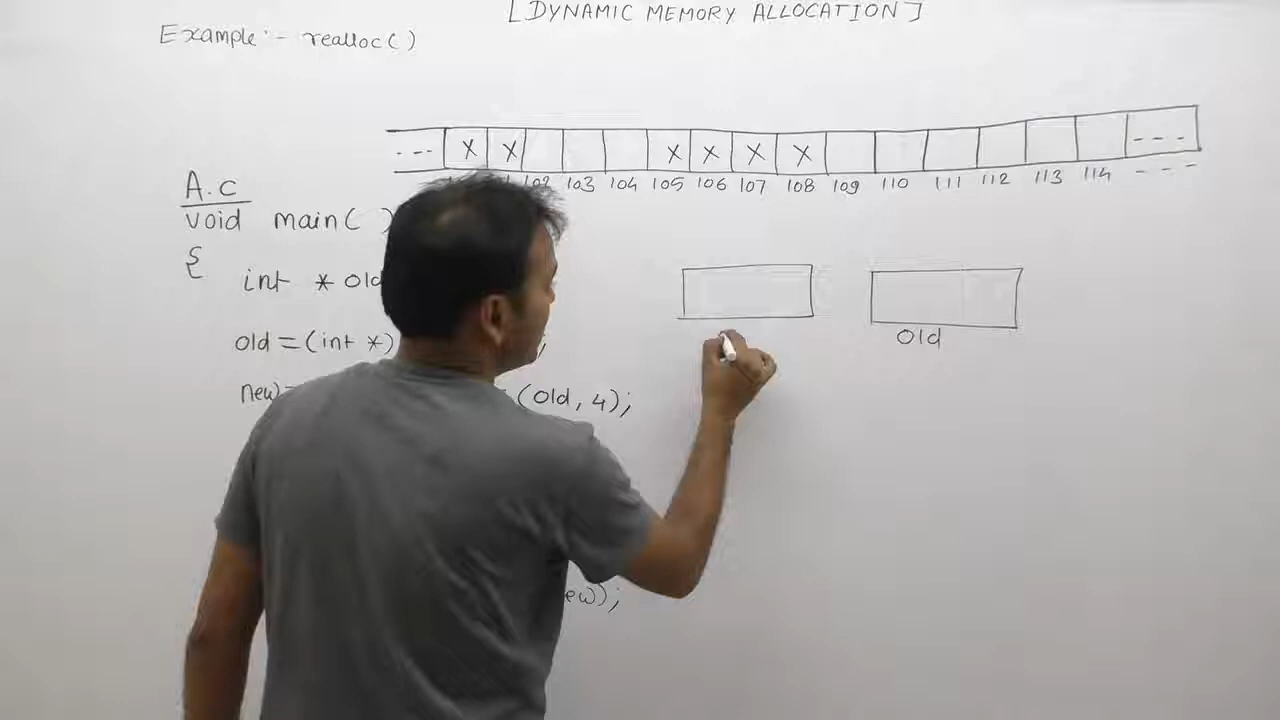 [DYNAMIC MEMORY ALLOCATION]
Example:- realloc()
--- X X X X X X ---
102 103 104 105 106 107 108 109 110 111 112 113 114 ---
A.c
void main( )
{
int * old
old = (int *) ;
new = (old, 4);
old
ew);